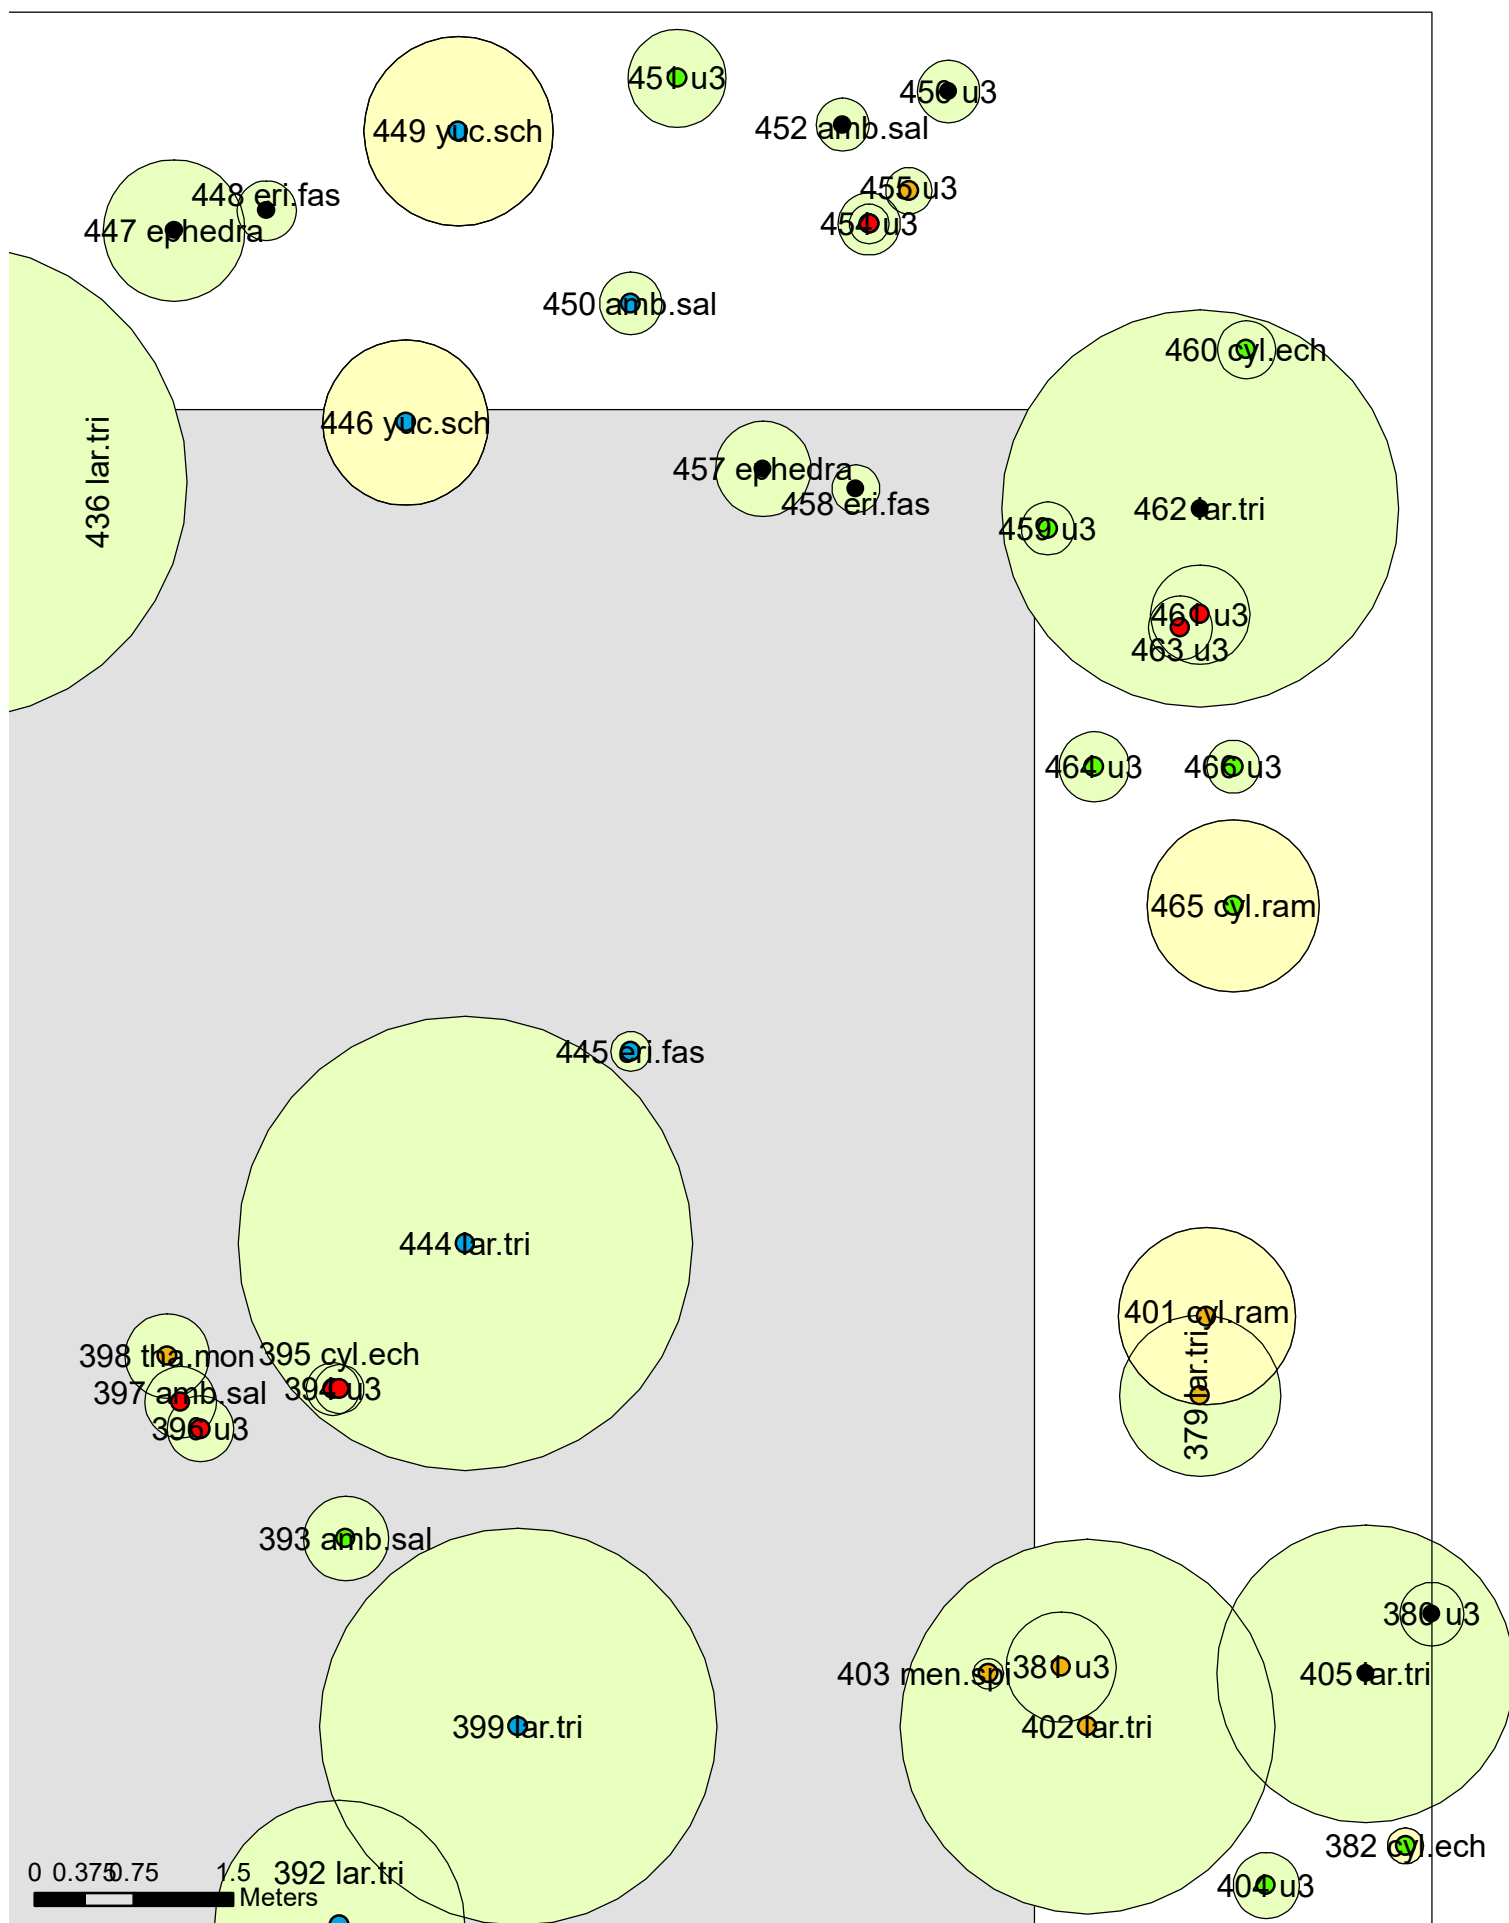 451 u3
456 u3
449 yuc.sch
452 amb.sal
448 eri.fas
455 u3
447 ephedra
454 u3
450 amb.sal
460 cyl.ech
446 yuc.sch
436 lar.tri
457 ephedra
458 eri.fas
462 lar.tri
459 u3
461 u3
463 u3
464 u3
466 u3
465 cyl.ram
445 eri.fas
444 lar.tri
401 cyl.ram
379 lar.tri
398 tha.mon
395 cyl.ech
397 amb.sal
394 u3
396 u3
393 amb.sal
380 u3
403 men.spi
381 u3
405 lar.tri
399 lar.tri
402 lar.tri
382 cyl.ech
392 lar.tri
404 u3
0 0.375 0.75 1.5
Meters